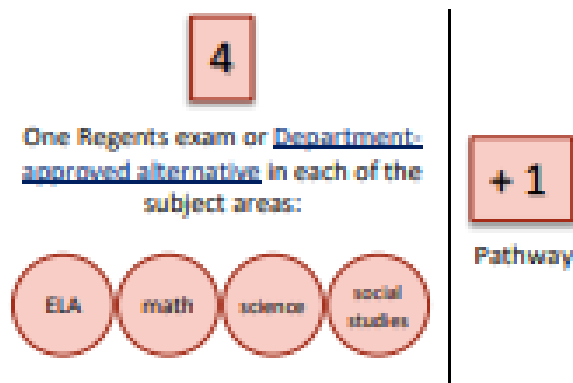 4
One Regents exam or Department-
approved alternative in each of the
subject areas:
ELA
math
science
social
studies
+ 1
Pathway